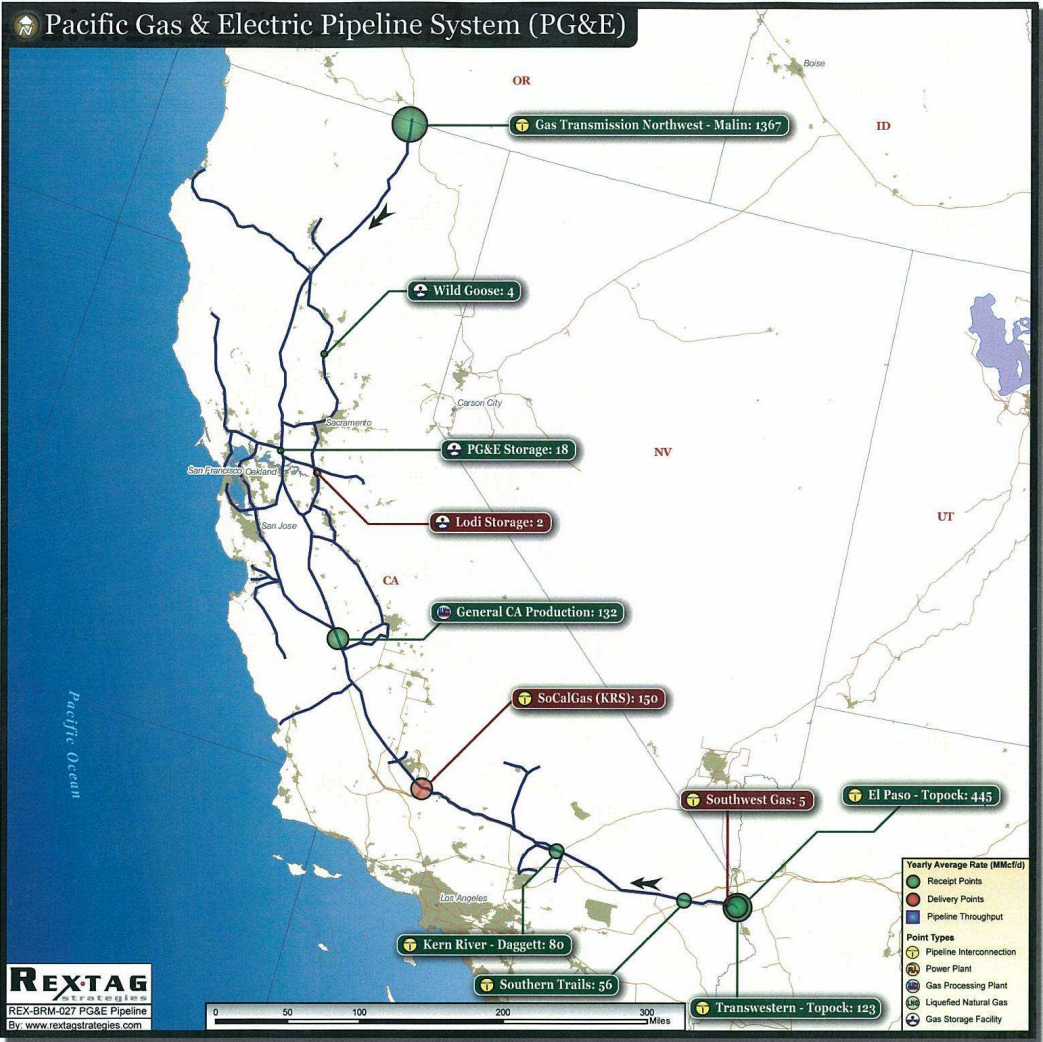 Pacific Gas & Electric Pipeline System (PG&E)
N
OR
Boise
Gas Transmission Northwest - Malin: 1367
ID
Wild Goose: 4
Carson City
Sacramento
PG&E Storage: 18
NV
San Francisco
Oakland
Lodi Storage: 2
UT
San Jose
CA
General CA Production: 132
SoCalGas (KRS): 150
Pacific Ocean
Southwest Gas: 5
El Paso - Topock: 445
Los Angeles
Kern River - Daggett: 80
Southern Trails: 56
Transwestern - Topock: 123
Yearly Average Rate (MMcf/d)
Receipt Points
Delivery Points
Pipeline Throughput
Point Types
Pipeline Interconnection
Power Plant
Gas Processing Plant
LNG Liquefied Natural Gas
Gas Storage Facility
REXTAG
strategies
REX-BRM-027 PG&E Pipeline
By: www.rextagstrategies.com
0 50 100 200 300
Miles